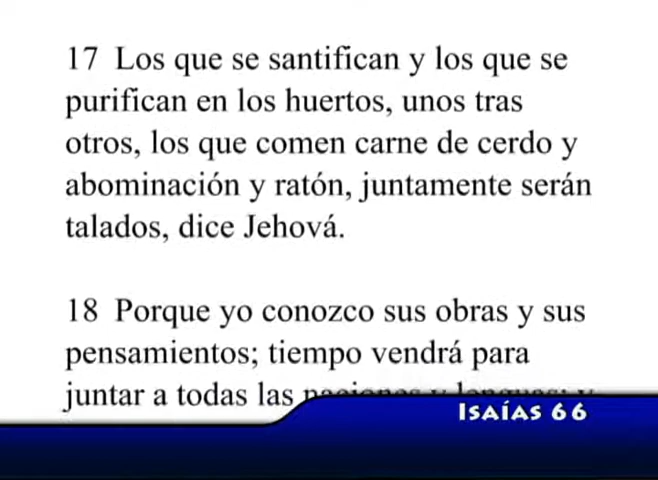 17 Los que se santifican y los que se
purifican en los huertos, unos tras
otros, los que comen carne de cerdo y
abominación y ratón, juntamente serán
talados, dice Jehová.
18 Porque yo conozco sus obras y sus
pensamientos; tiempo vendrá para
juntar a todas las naciones y lenguas; y
Isaías 66